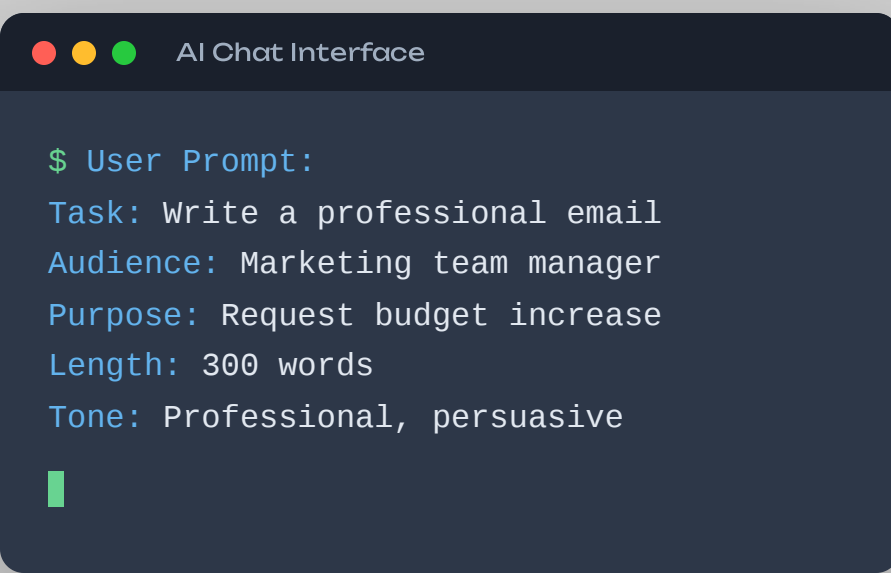 AI Chat Interface
$ User Prompt:
Task: Write a professional email
Audience: Marketing team manager
Purpose: Request budget increase
Length: 300 words
Tone: Professional, persuasive